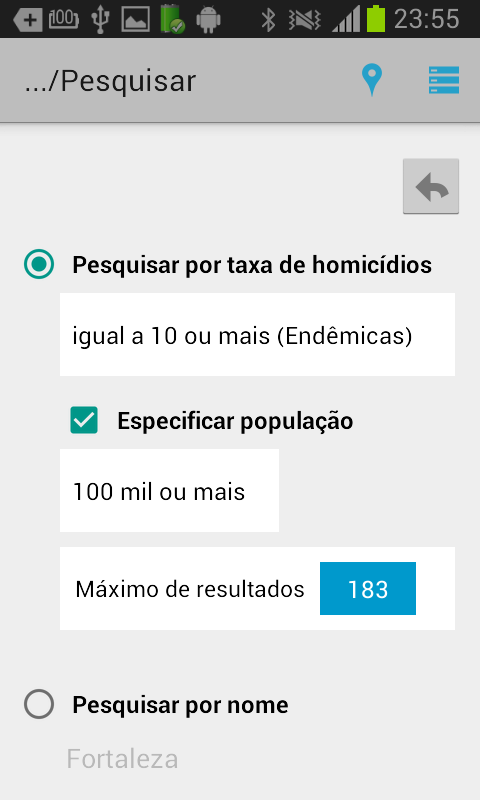 100
23:55
.../Pesquisar
Pesquisar por taxa de homicídios
igual a 10 ou mais (Endêmicas)
Especificar população
100 mil ou mais
Máximo de resultados 183
Pesquisar por nome
Fortaleza